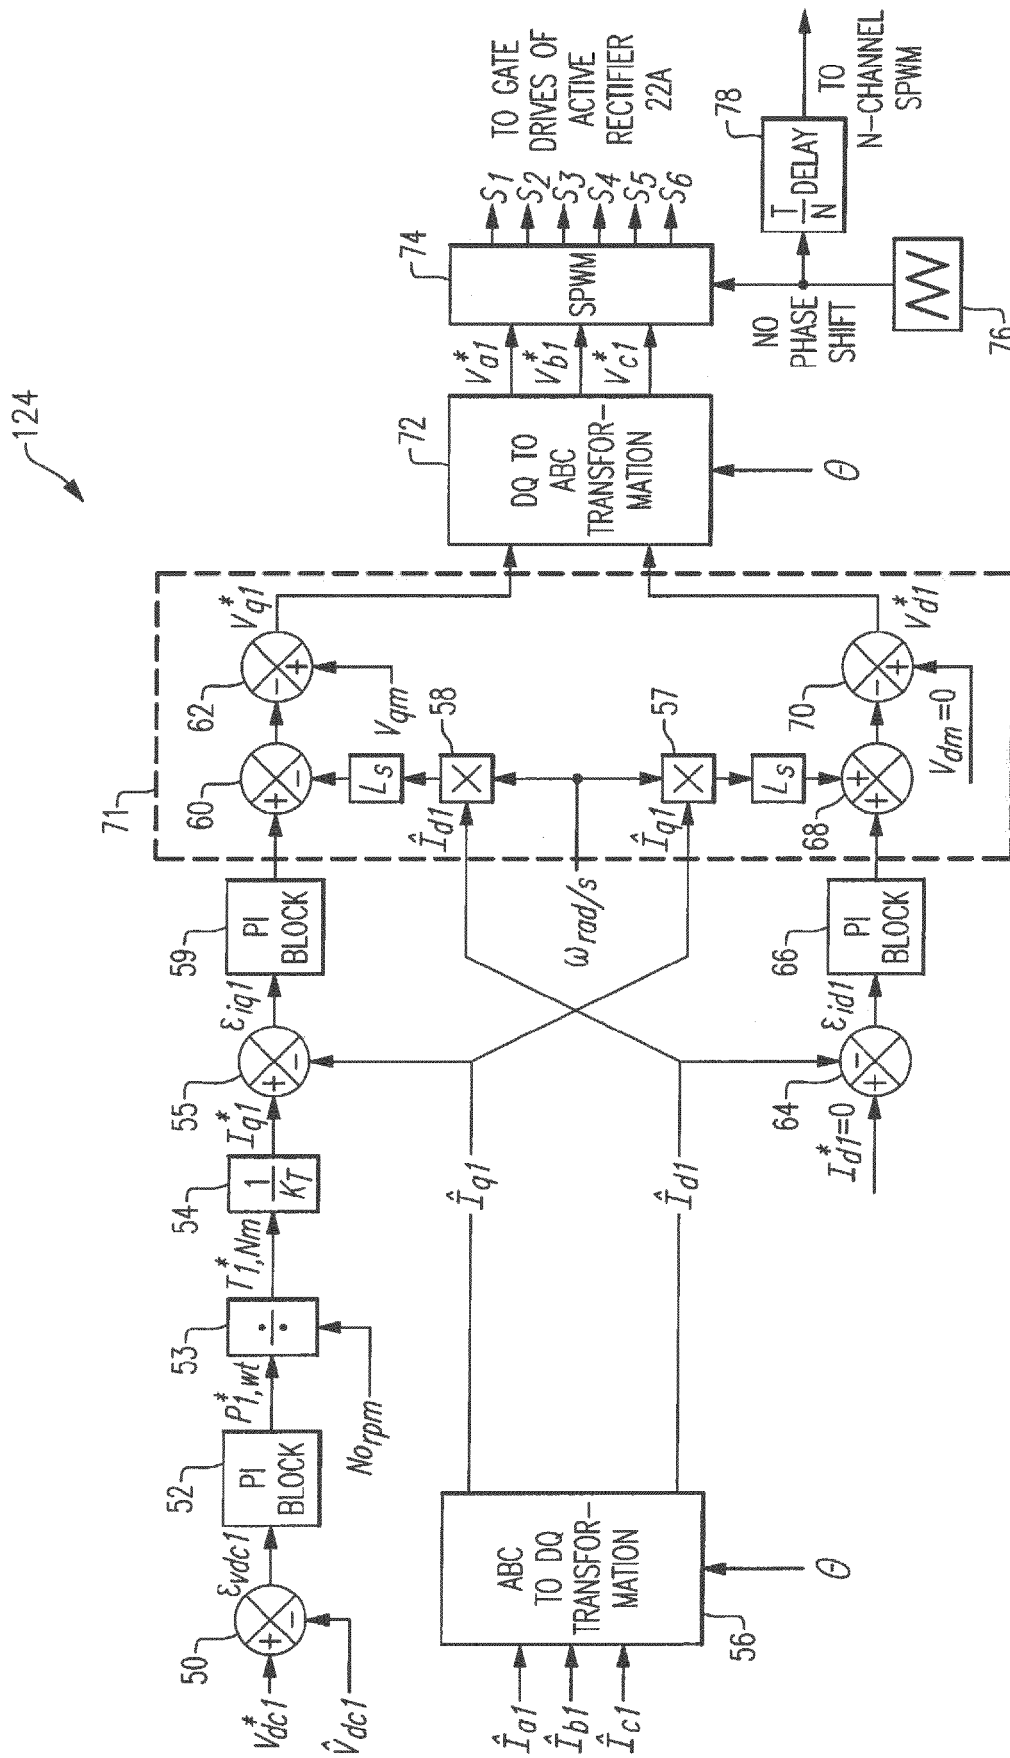 124
71
V*dc1
V̂dc1
50
εvdc1
52
PI
BLOCK
P*1,wt
No rpm
53
÷
T*1,Nm
54
1
KT
I*q1
55
εiq1
59
PI
BLOCK
60
62
V*q1
Vqm
Ls
58
×
Îd1
ωrad/s
57
×
Îq1
Ls
Îa1
Îb1
Îc1
ABC
TO DQ
TRANSFOR-
MATION
56
θ
Îq1
Îd1
I*d1=0
64
εid1
66
PI
BLOCK
68
70
V*d1
Vdm=0
72
DQ TO
ABC
TRANSFOR-
MATION
θ
V*a1
V*b1
V*c1
74
SPWM
S1
S2
S3
S4
S5
S6
TO GATE
DRIVES OF
ACTIVE
RECTIFIER
22A
NO
PHASE
SHIFT
76
78
T
N
DELAY
TO
N-CHANNEL
SPWM